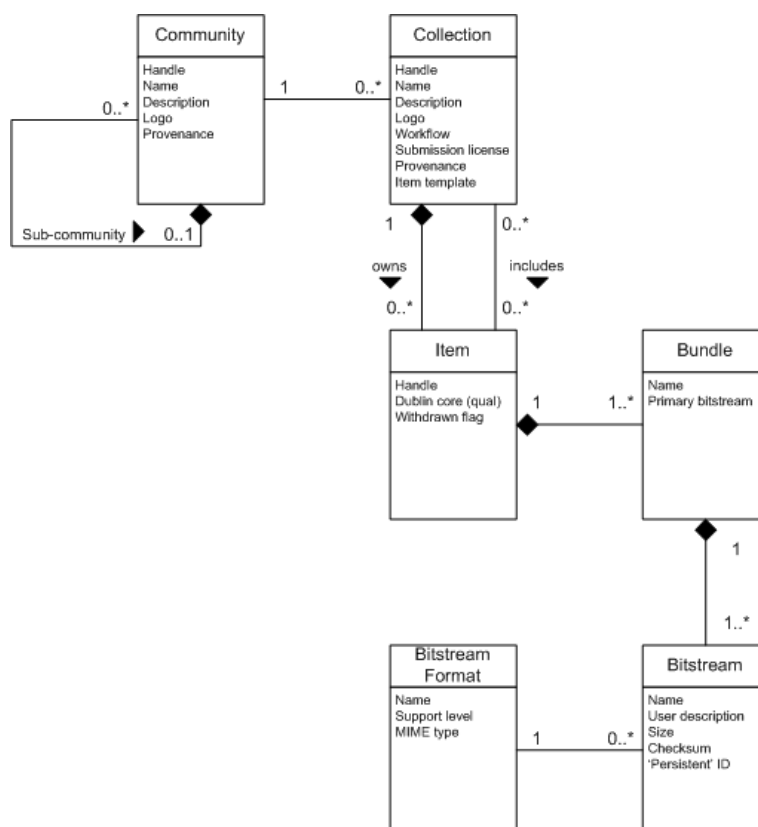 Community
Handle
Name
Description
Logo
Provenance
Collection
Handle
Name
Description
Logo
Workflow
Submission license
Provenance
Item template
1
0..*
0..*
Sub-community
0..1
1
0..*
owns
includes
0..*
0..*
Item
Handle
Dublin core (qual)
Withdrawn flag
1
1..*
Bundle
Name
Primary bitstream
1
1..*
Bitstream
Format
Name
Support level
MIME type
1
0..*
Bitstream
Name
User description
Size
Checksum
'Persistent' ID